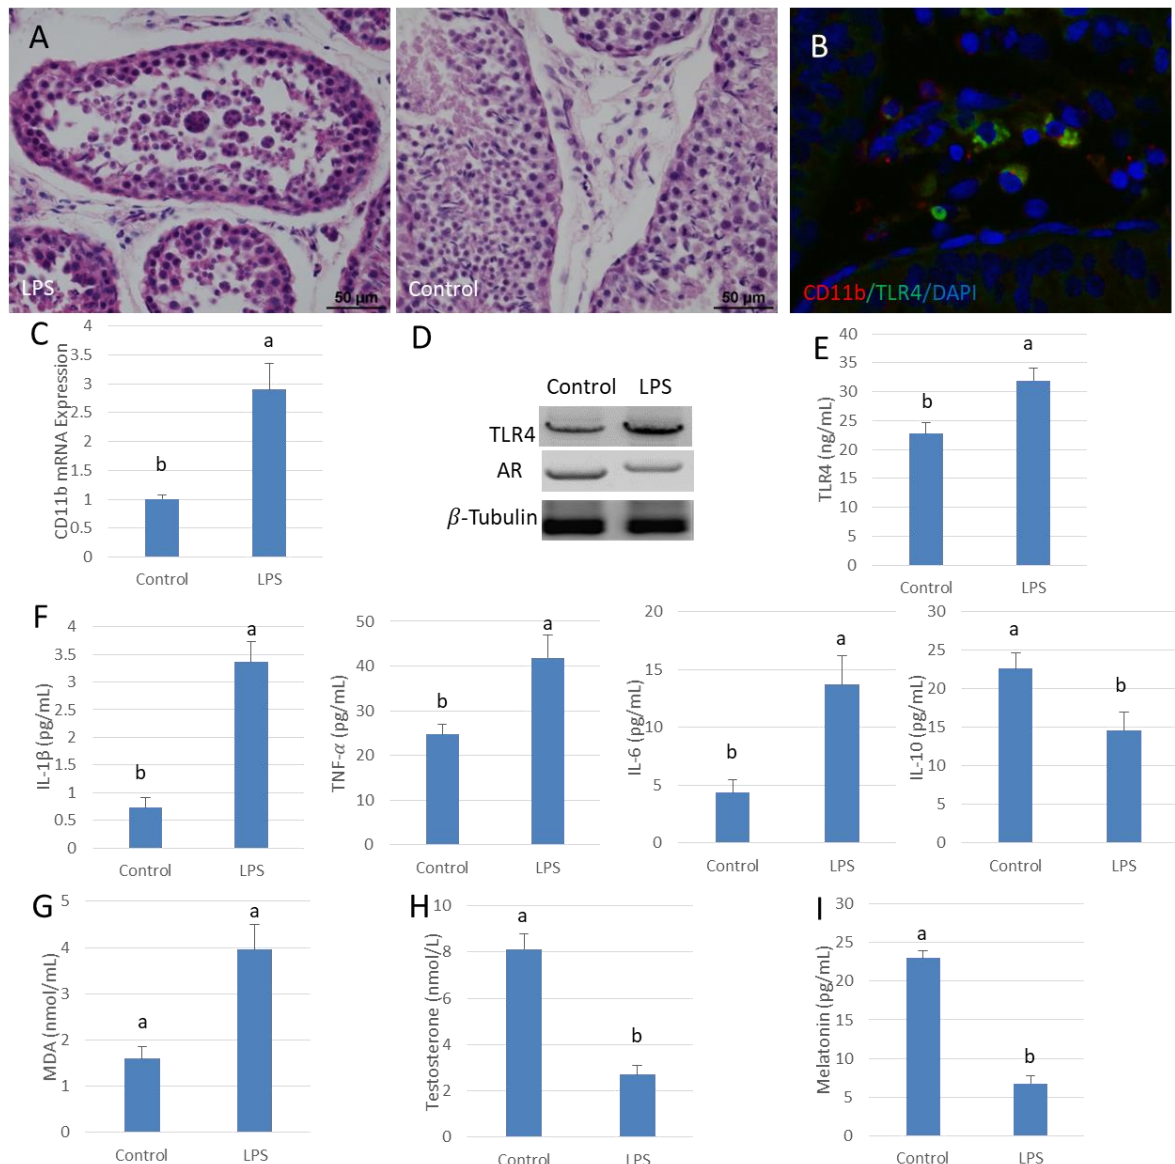 A
LPS
50 µm
Control
50 µm
B
CD11b/TLR4/DAPI
C
CD11b mRNA Expression
4
3.5
3
2.5
2
1.5
1
0.5
0
b
a
Control
LPS
D
Control LPS
TLR4
AR
β-Tubulin
E
TLR4 (ng/mL)
40
35
30
25
20
15
10
5
0
b
a
Control
LPS
F
IL-1β (pg/mL)
4
3.5
3
2.5
2
1.5
1
0.5
0
b
a
Control
LPS
TNF-α (pg/mL)
50
40
30
20
10
0
b
a
Control
LPS
IL-6 (pg/mL)
20
15
10
5
0
b
a
Control
LPS
IL-10 (pg/mL)
30
25
20
15
10
5
0
a
b
Control
LPS
G
MDA (nmol/mL)
5
4
3
2
1
0
a
a
Control
LPS
H
Testosterone (nmol/L)
10
8
6
4
2
0
a
b
Control
LPS
I
Melatonin (pg/mL)
30
25
20
15
10
5
0
a
b
Control
LPS